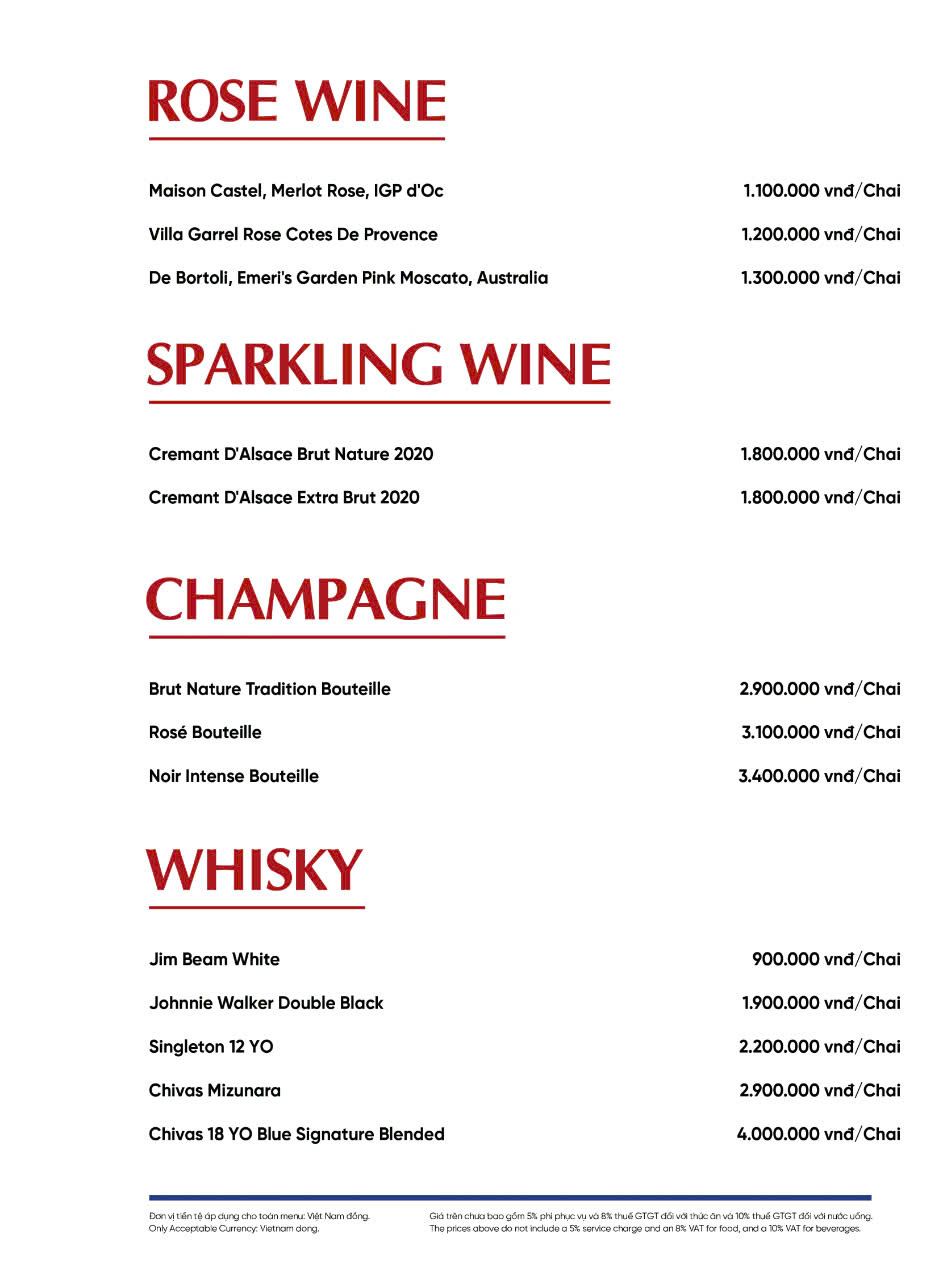 ROSE WINE
Maison Castel, Merlot Rose, IGP d'Oc 1.100.000 vnđ/Chai
Villa Garrel Rose Cotes De Provence 1.200.000 vnđ/Chai
De Bortoli, Emeri's Garden Pink Moscato, Australia 1.300.000 vnđ/Chai
SPARKLING WINE
Cremant D'Alsace Brut Nature 2020 1.800.000 vnđ/Chai
Cremant D'Alsace Extra Brut 2020 1.800.000 vnđ/Chai
CHAMPAGNE
Brut Nature Tradition Bouteille 2.900.000 vnđ/Chai
Rosé Bouteille 3.100.000 vnđ/Chai
Noir Intense Bouteille 3.400.000 vnđ/Chai
WHISKY
Jim Beam White 900.000 vnđ/Chai
Johnnie Walker Double Black 1.900.000 vnđ/Chai
Singleton 12 YO 2.200.000 vnđ/Chai
Chivas Mizunara 2.900.000 vnđ/Chai
Chivas 18 YO Blue Signature Blended 4.000.000 vnđ/Chai
Đơn vị tiền tệ áp dụng cho toàn menu: Việt Nam đồng.
Only Acceptable Currency: Vietnam dong.
Giá trên chưa bao gồm 5% phí phục vụ và 8% thuế GTGT đối với thức ăn và 10% thuế GTGT đối với nước uống.
The prices above do not include a 5% service charge and an 8% VAT for food, and a 10% VAT for beverages.